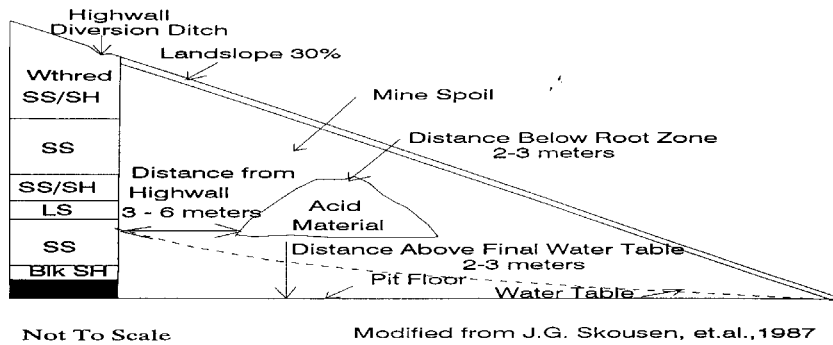 Highwall
Diversion Ditch
Landslope 30%
Wthred
SS/SH
Mine Spoil
SS
Distance Below Root Zone
2-3 meters
Distance from
Highwall
3 - 6 meters
SS/SH
LS
Acid
Material
SS
Distance Above Final Water Table
2-3 meters
Blk SH
Pit Floor
Water Table
Not To Scale
Modified from J.G. Skousen, et.al.,1987